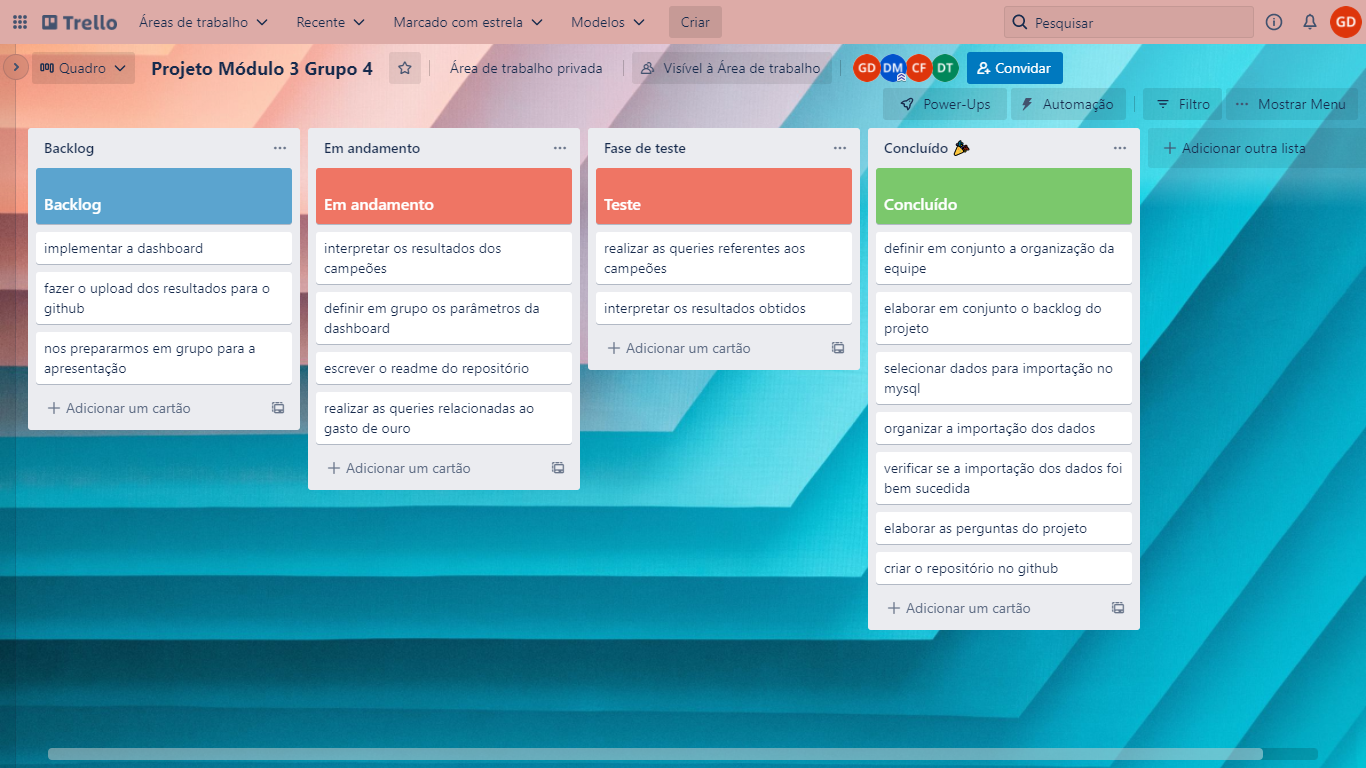 Trello Áreas de trabalho Recente Marcado com estrela Modelos Criar Pesquisar GD
Quadro Projeto Módulo 3 Grupo 4 Área de trabalho privada Visível à Área de trabalho GD DM CF DT Convidar
Power-Ups Automação Filtro Mostrar Menu
Backlog
Backlog
implementar a dashboard
fazer o upload dos resultados para o
github
nos prepararmos em grupo para a
apresentação
Adicionar um cartão
Em andamento
Em andamento
interpretar os resultados dos
campeões
definir em grupo os parâmetros da
dashboard
escrever o readme do repositório
realizar as queries relacionadas ao
gasto de ouro
Adicionar um cartão
Fase de teste
Teste
realizar as queries referentes aos
campeões
interpretar os resultados obtidos
Adicionar um cartão
Concluído
Concluído
definir em conjunto a organização da
equipe
elaborar em conjunto o backlog do
projeto
selecionar dados para importação no
mysql
organizar a importação dos dados
verificar se a importação dos dados foi
bem sucedida
elaborar as perguntas do projeto
criar o repositório no github
Adicionar um cartão
Adicionar outra lista